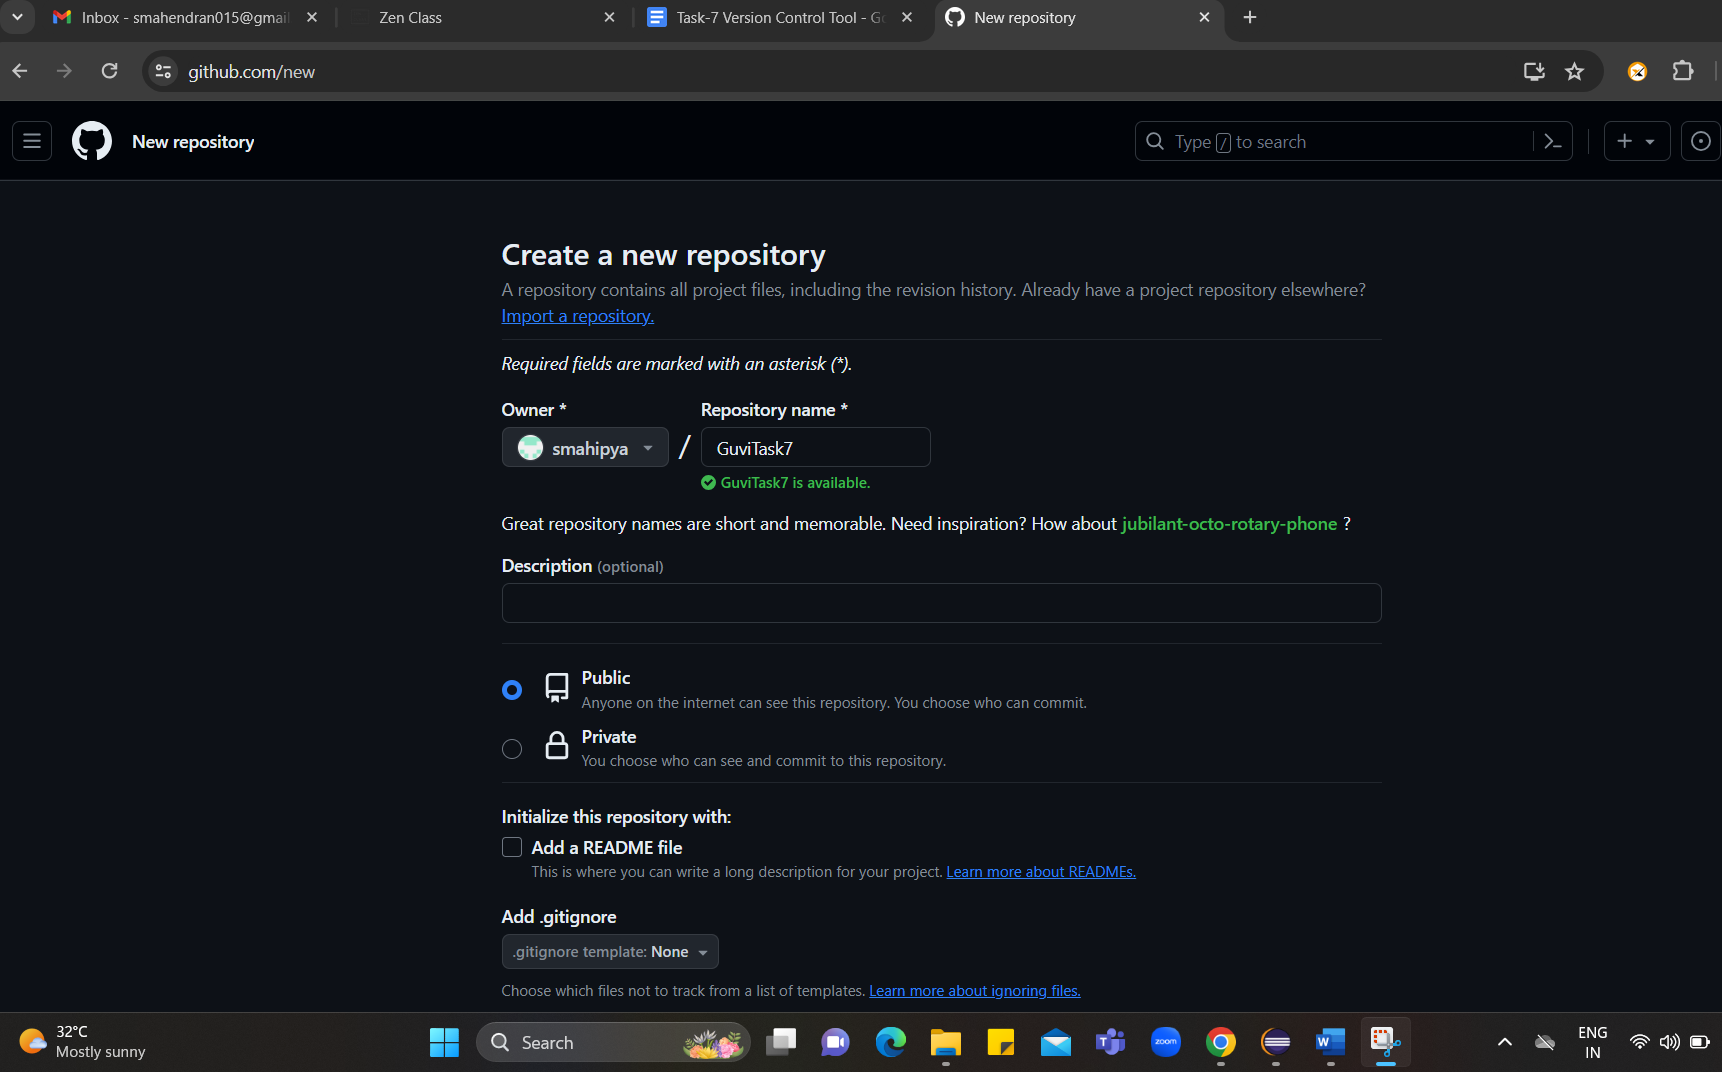 Inbox - smahendran015@gmail
Zen Class
Task-7 Version Control Tool - Go
New repository
github.com/new
New repository
Type / to search
Create a new repository
A repository contains all project files, including the revision history. Already have a project repository elsewhere?
Import a repository.
Required fields are marked with an asterisk (*).
Owner * Repository name *
smahipya / GuviTask7
GuviTask7 is available.
Great repository names are short and memorable. Need inspiration? How about jubilant-octo-rotary-phone ?
Description (optional)
Public
Anyone on the internet can see this repository. You choose who can commit.
Private
You choose who can see and commit to this repository.
Initialize this repository with:
Add a README file
This is where you can write a long description for your project. Learn more about READMEs.
Add .gitignore
.gitignore template: None
Choose which files not to track from a list of templates. Learn more about ignoring files.
32°C
Mostly sunny
Search
zoom
ENG
IN